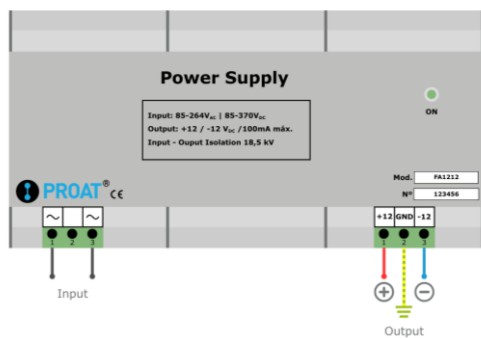 Power Supply
Input: 85-264VAC | 85-370VDC
Output: +12 / -12 VDC /100mA máx.
Input - Ouput Isolation 18,5 kV
ON
Mod. FA1212
Nº 123456
PROAT® CE
+12 GND -12
1 2 3
1 2 3
Input
Output